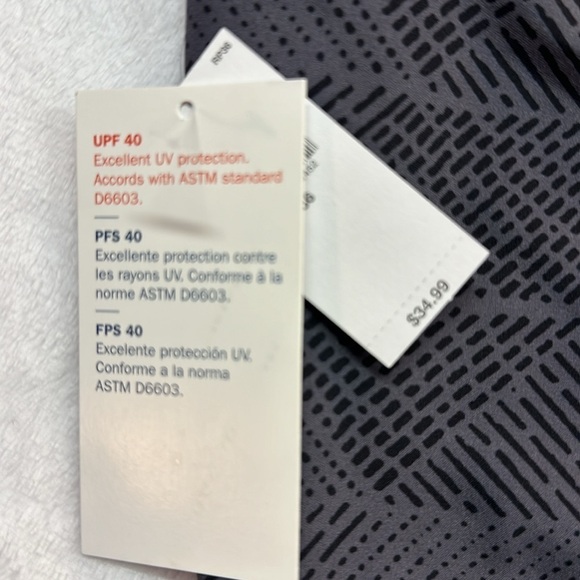 UPF 40
Excellent UV protection.
Accords with ASTM standard
D6603.
PFS 40
Excellente protection contre
les rayons UV. Conforme à la
norme ASTM D6603.
FPS 40
Excelente protección UV.
Conforme a la norma
ASTM D6603.
$34.99